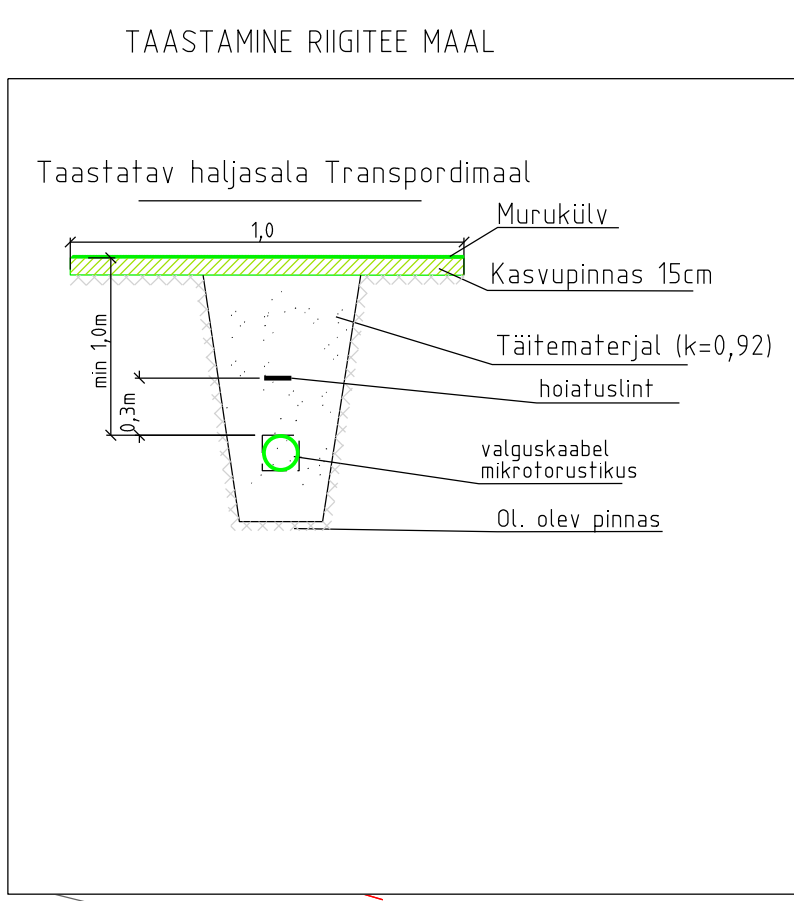 TAASTAMINE RIIGITEE MAAL
Taastatav haljasala Transpordimaal
Murukülv
1,0
Kasvupinnas 15cm
min 1,0m
Täitematerjal (k=0,92)
hoiatuslint
0,3m
valguskaabel
mikrotorustikus
Ol. olev pinnas